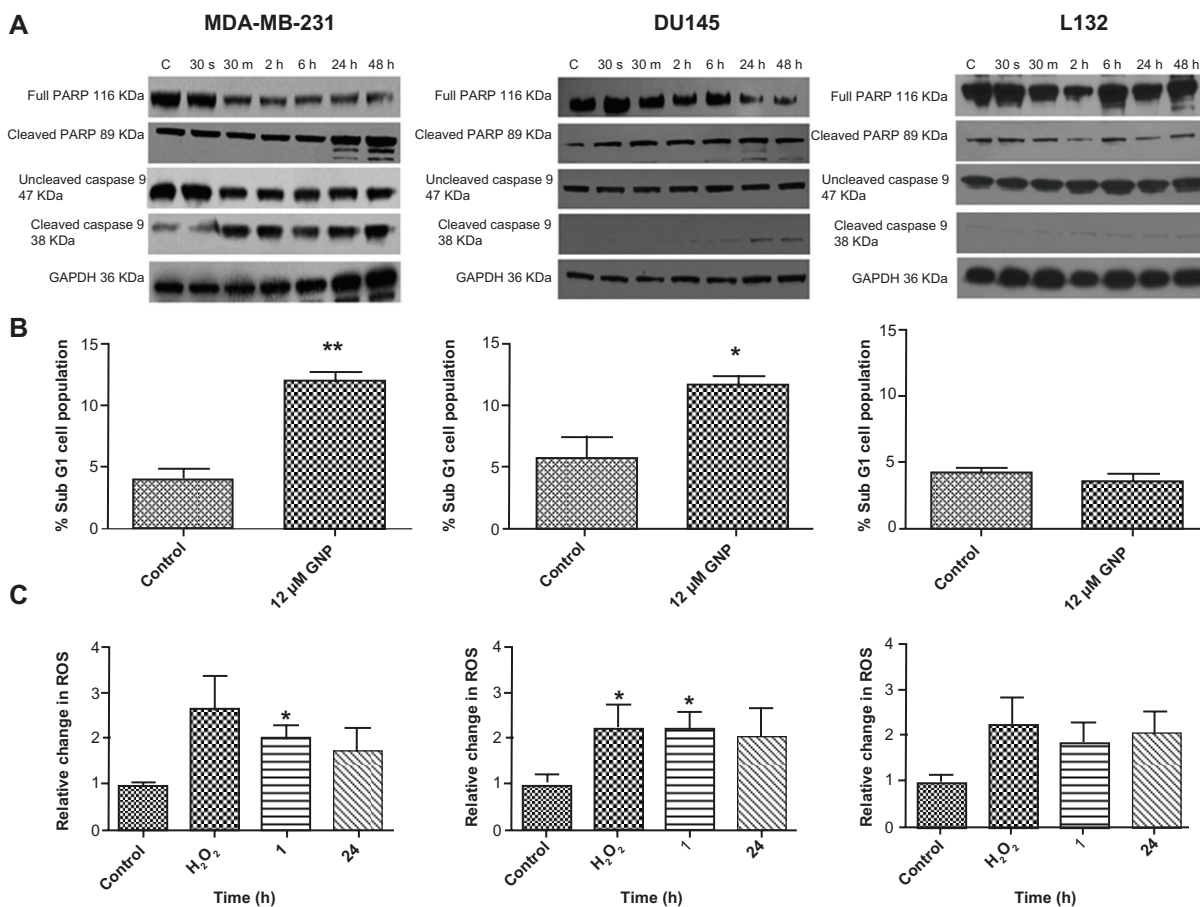 A
MDA-MB-231
DU145
L132
C 30 s 30 m 2 h 6 h 24 h 48 h
Full PARP 116 KDa
Cleaved PARP 89 KDa
Uncleaved caspase 9
47 KDa
Cleaved caspase 9
38 KDa
GAPDH 36 KDa
C 30 s 30 m 2 h 6 h 24 h 48 h
Full PARP 116 KDa
Cleaved PARP 89 KDa
Uncleaved caspase 9
47 KDa
Cleaved caspase 9
38 KDa
GAPDH 36 KDa
C 30 s 30 m 2 h 6 h 24 h 48 h
Full PARP 116 KDa
Cleaved PARP 89 KDa
Uncleaved caspase 9
47 KDa
Cleaved caspase 9
38 KDa
GAPDH 36 KDa
B
% Sub G1 cell population
15
10
5
0
**
Control
12 µM GNP
% Sub G1 cell population
15
10
5
0
*
Control
12 µM GNP
% Sub G1 cell population
15
10
5
0
Control
12 µM GNP
C
Relative change in ROS
4
3
2
1
0
*
Control
H₂O₂
1
24
Time (h)
Relative change in ROS
4
3
2
1
0
*
*
Control
H₂O₂
1
24
Time (h)
Relative change in ROS
4
3
2
1
0
Control
H₂O₂
1
24
Time (h)